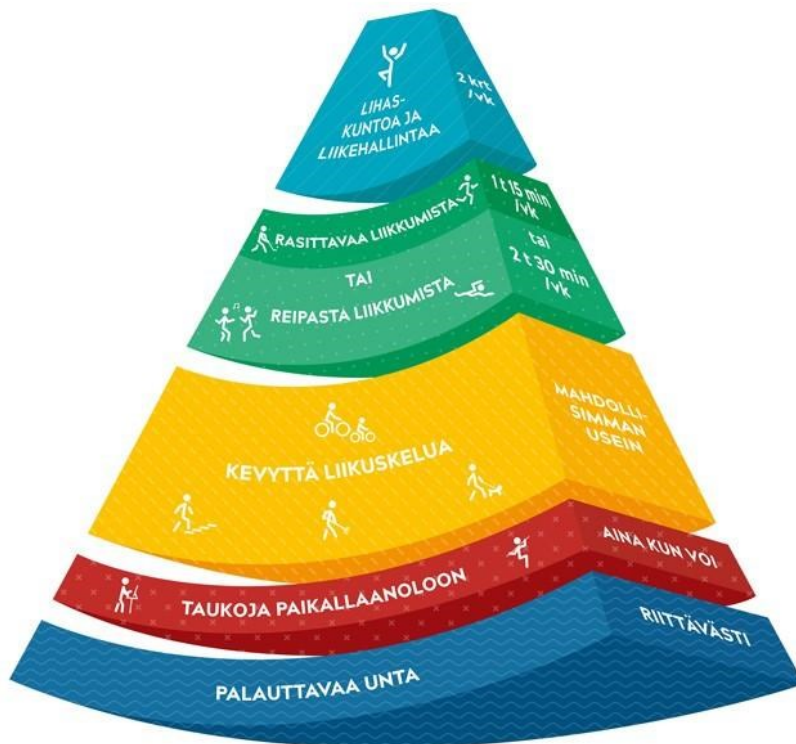 LIHAS-
KUNTOA JA
LIIKEHALLINTAA
2 krt
/vk
RASITTAVAA LIIKKUMISTA
1 t 15 min
/vk
TAI
REIPASTA LIIKKUMISTA
tai
2 t 30 min
/vk
KEVYTTÄ LIIKUSKELUA
MAHDOLLI-
SIMMAN
USEIN
TAUKOJA PAIKALLAANOLOON
AINA KUN VOI
PALAUTTAVAA UNTA
RIITTÄVÄSTI